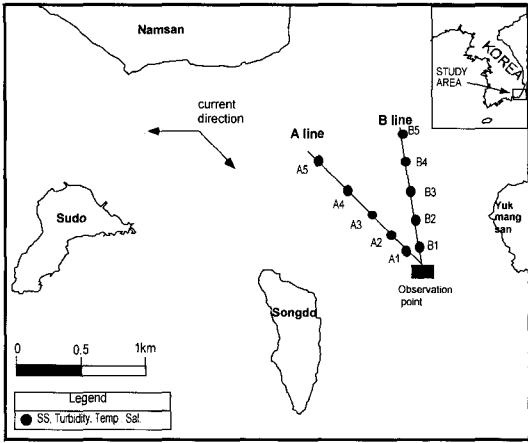 Namsan
KOREA
STUDY
AREA
current
direction
A line
B line
B5
A5
B4
A4
B3
A3
B2
A2
B1
A1
Sudo
Yuk
mang
san
Observation
point
Songdo
0 0.5 1km
Legend
SS, Turbidity, Temp. Sal.